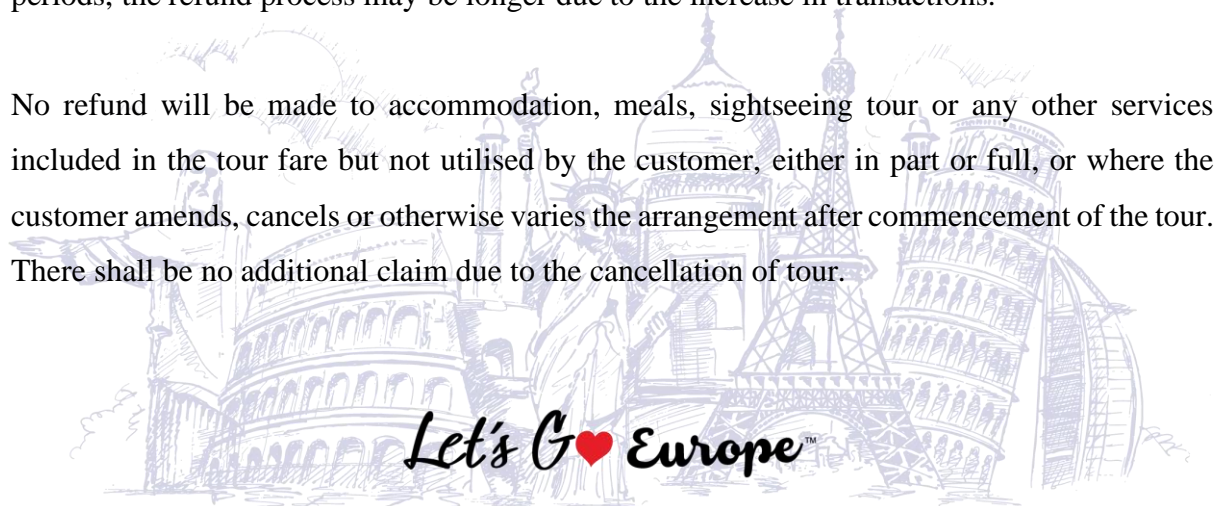 periods, the refund process may be longer due to the increase in transactions.
No refund will be made to accommodation, meals, sightseeing tour or any other services
included in the tour fare but not utilised by the customer, either in part or full, or where the
customer amends, cancels or otherwise varies the arrangement after commencement of the tour.
There shall be no additional claim due to the cancellation of tour.
Let's Go Europe™